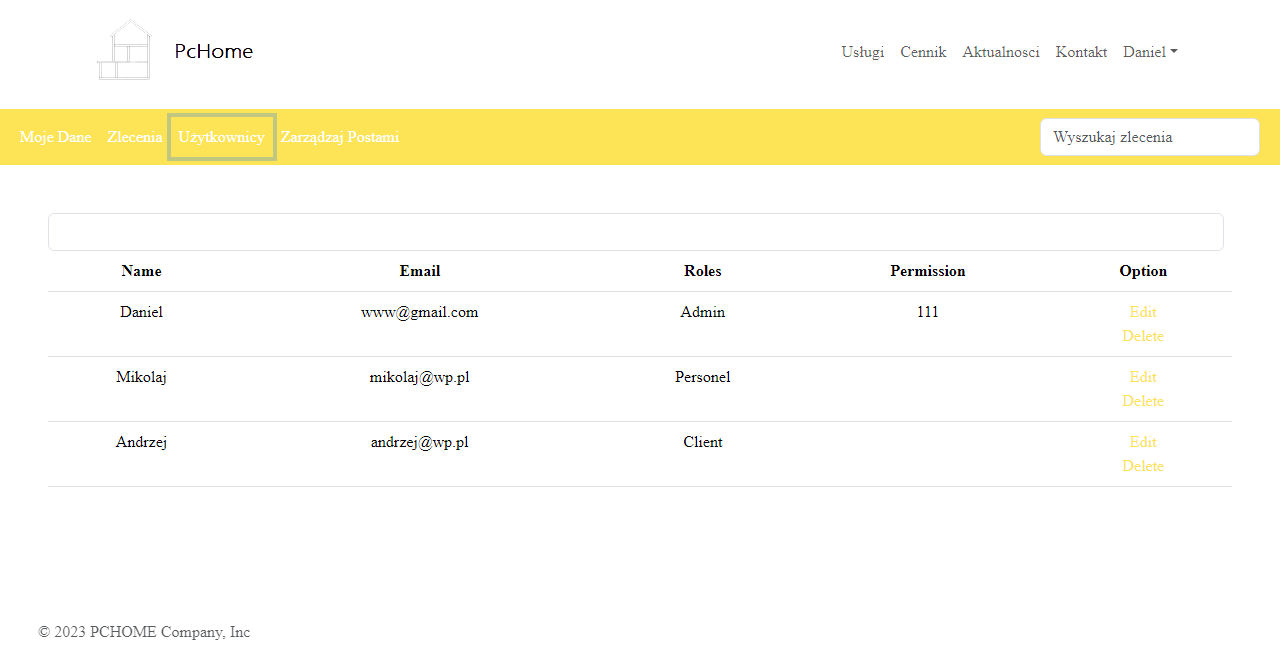 PcHome
Usługi Cennik Aktualnosci Kontakt Daniel
Moje Dane Zlecenia Użytkownicy Zarządzaj Postami Wyszukaj zlecenia
Name Email Roles Permission Option
Daniel www@gmail.com Admin 111 Edit
Delete
Mikolaj mikolaj@wp.pl Personel Edit
Delete
Andrzej andrzej@wp.pl Client Edit
Delete
© 2023 PCHOME Company, Inc